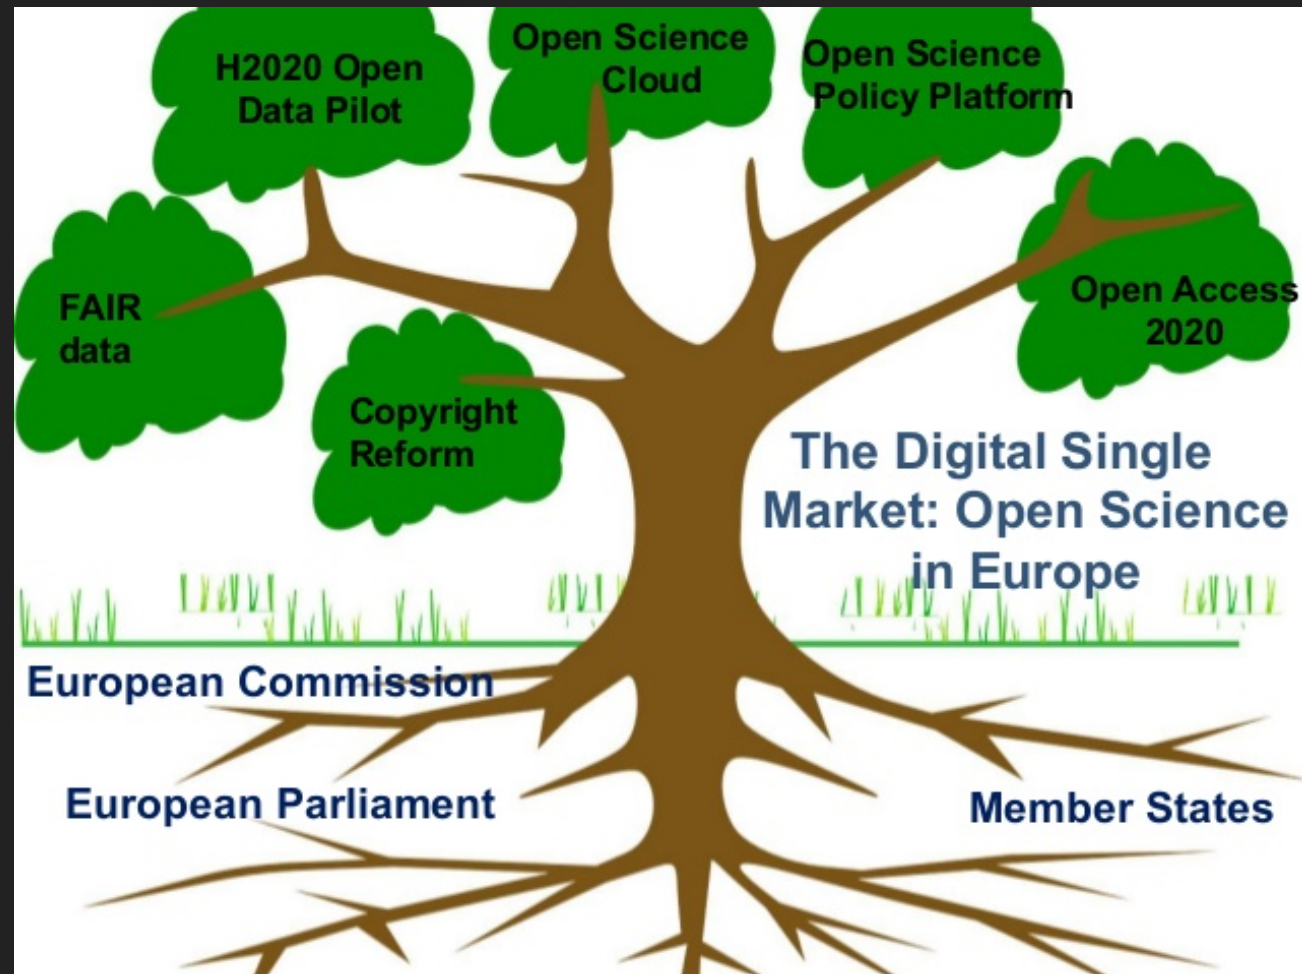 H2020 Open
Data Pilot
Open Science
Cloud
Open Science
Policy Platform
FAIR
data
Open Access
2020
Copyright
Reform
The Digital Single
Market: Open Science
in Europe
European Commission
European Parliament
Member States